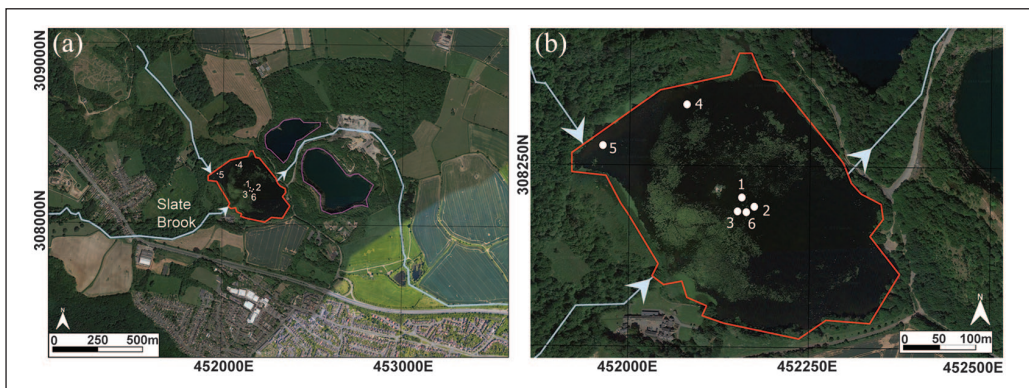 (a)
309000N
308000N
5
4
1
2
3
6
Slate
Brook
N
0 250 500m
452000E
453000E
(b)
308250N
4
5
1
2
3 6
N
0 50 100m
452000E
452250E
452500E